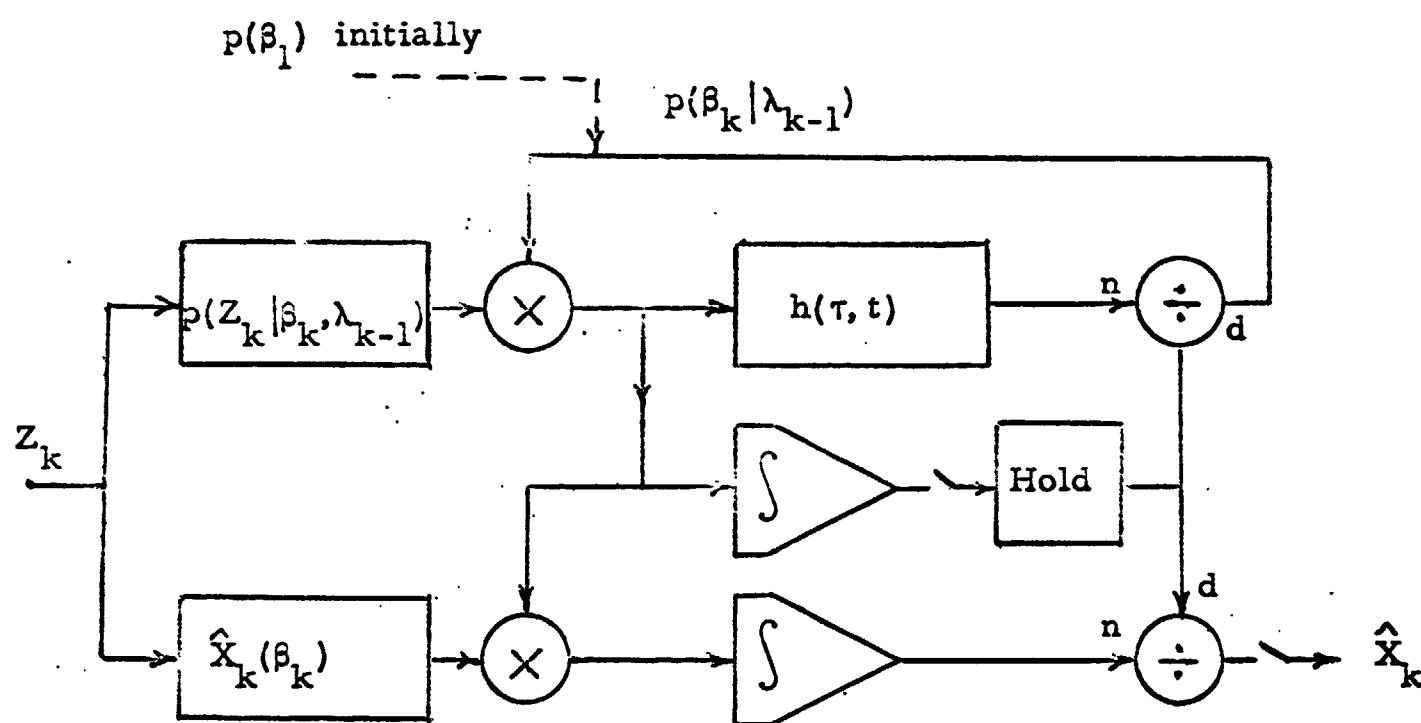 p(β₁) initially
p(βₖ|λₖ₋₁)
p(Zₖ|βₖ,λₖ₋₁)
×
h(τ, t)
n
÷
d
Zₖ
∫
Hold
X̂ₖ(βₖ)
×
∫
n
d
÷
X̂ₖ